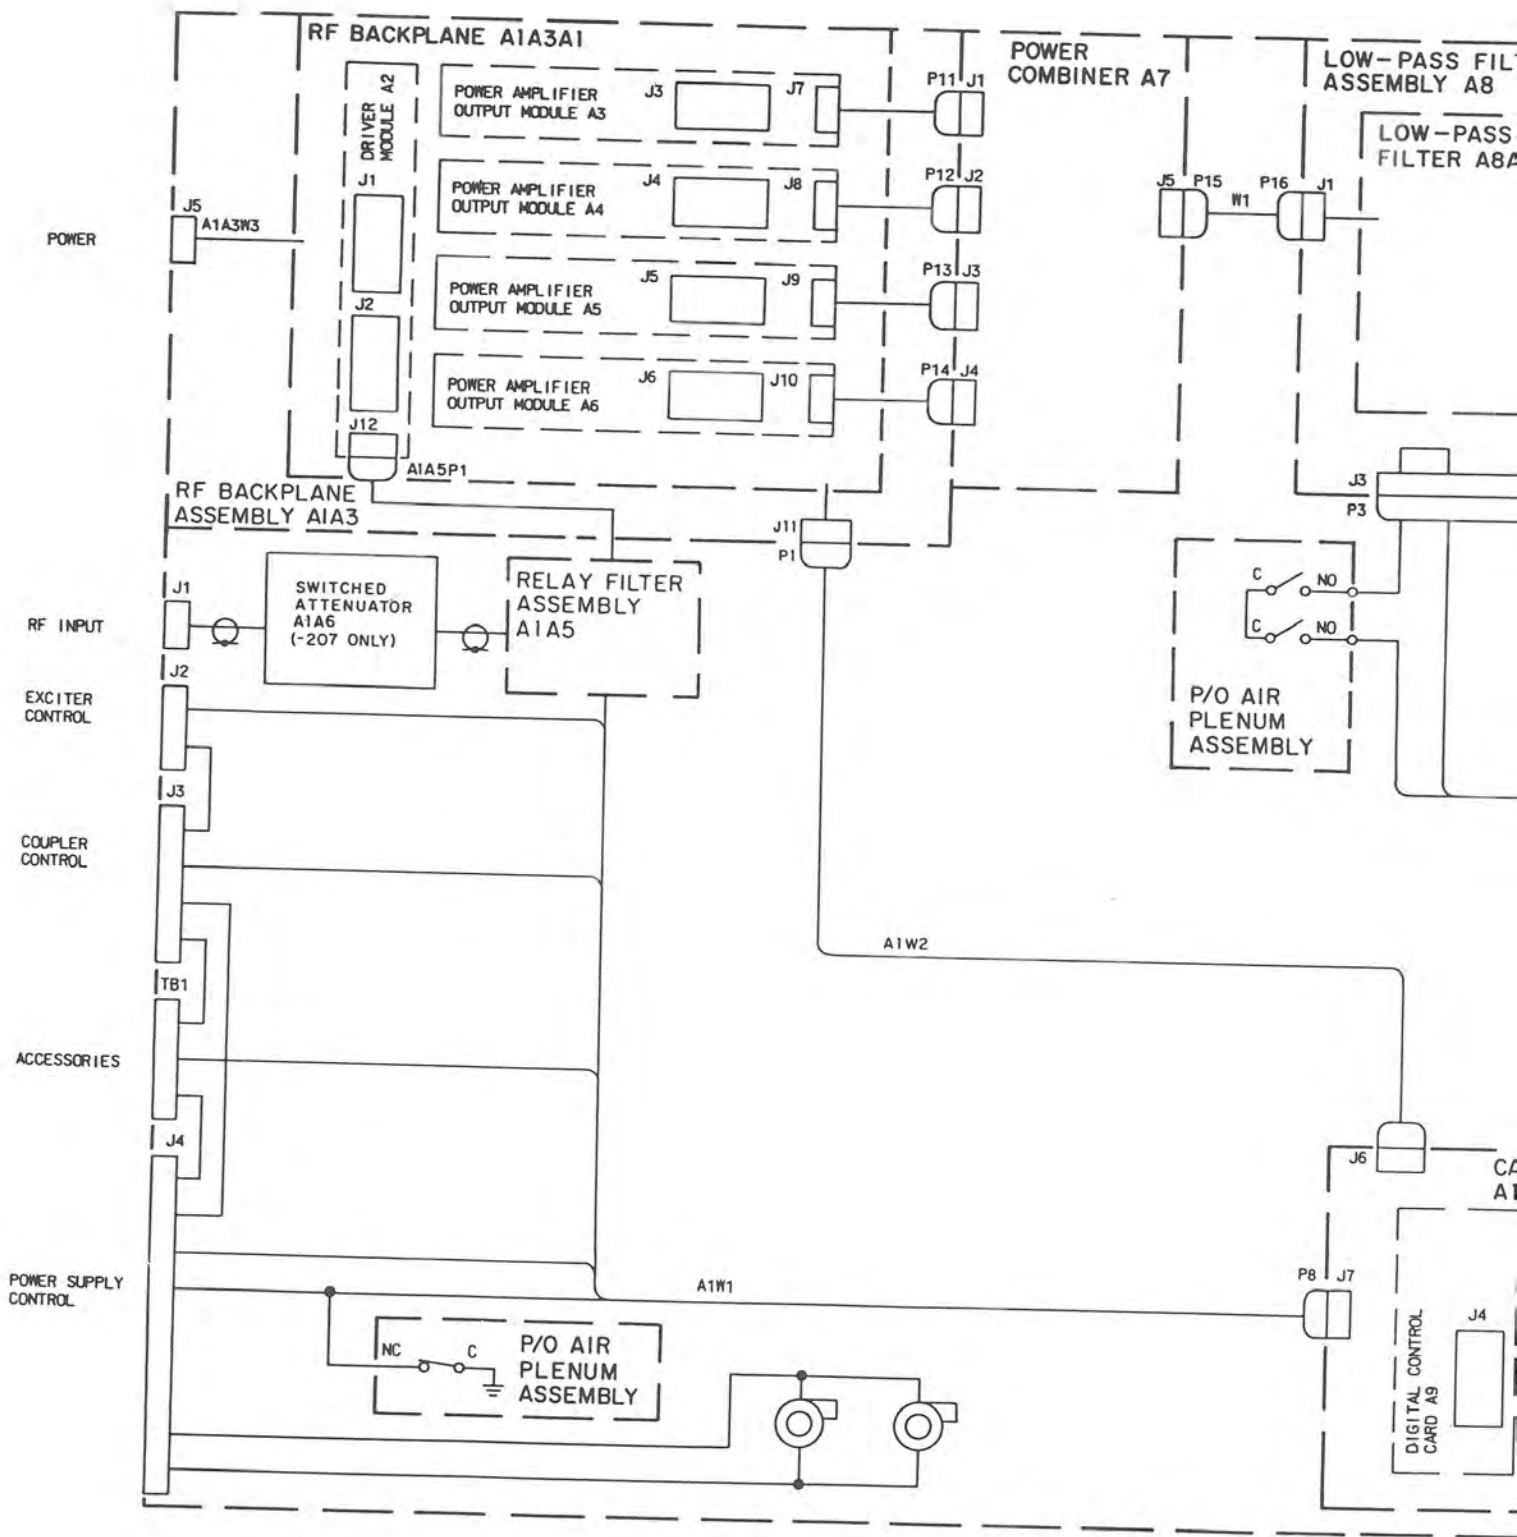 RF BACKPLANE A1A3A1
POWER
COMBINER A7
LOW-PASS FILT
ASSEMBLY A8
LOW-PASS
FILTER A8A
DRIVER
MODULE A2
POWER AMPLIFIER
OUTPUT MODULE A3
J3
J7
P11 J1
POWER AMPLIFIER
OUTPUT MODULE A4
J4
J8
P12 J2
POWER AMPLIFIER
OUTPUT MODULE A5
J5
J9
P13 J3
POWER AMPLIFIER
OUTPUT MODULE A6
J6
J10
P14 J4
J1
J2
J12
A1A5P1
J5 P15
W1
P16 J1
POWER
J5
A1A3W3
RF BACKPLANE
ASSEMBLY A1A3
J11
P1
J3
P3
RF INPUT
J1
SWITCHED
ATTENUATOR
A1A6
(-207 ONLY)
RELAY FILTER
ASSEMBLY
A1A5
C
NO
C
NO
P/O AIR
PLENUM
ASSEMBLY
EXCITER
CONTROL
J2
COUPLER
CONTROL
J3
A1W2
TB1
ACCESSORIES
J4
J6
CA
A1
POWER SUPPLY
CONTROL
A1W1
P8 J7
NC
C
P/O AIR
PLENUM
ASSEMBLY
DIGITAL CONTROL
CARD A9
J4